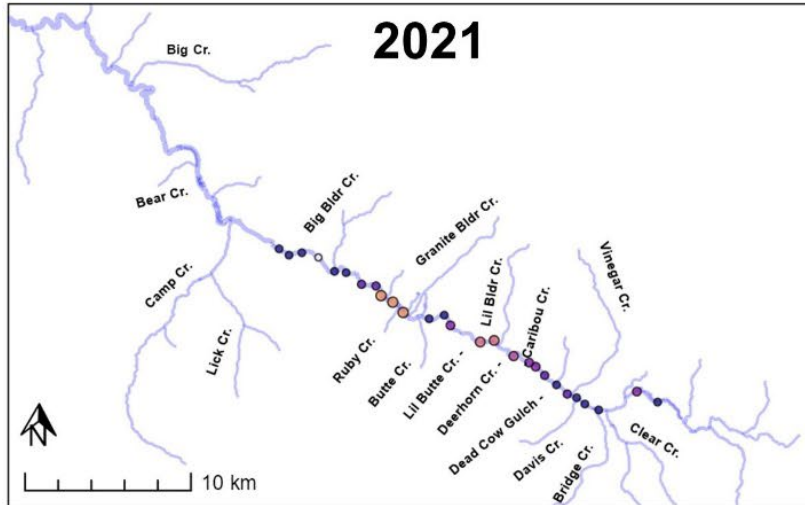 2021
Big Cr.
Bear Cr.
Big Bldr Cr.
Granite Bldr Cr.
Vinegar Cr.
Camp Cr.
Lick Cr.
Lil Bldr Cr.
Caribou Cr.
Ruby Cr.
Butte Cr.
Lil Butte Cr. -
Deerhorn Cr. -
Dead Cow Gulch -
Davis Cr.
Bridge Cr.
Clear Cr.
N
10 km